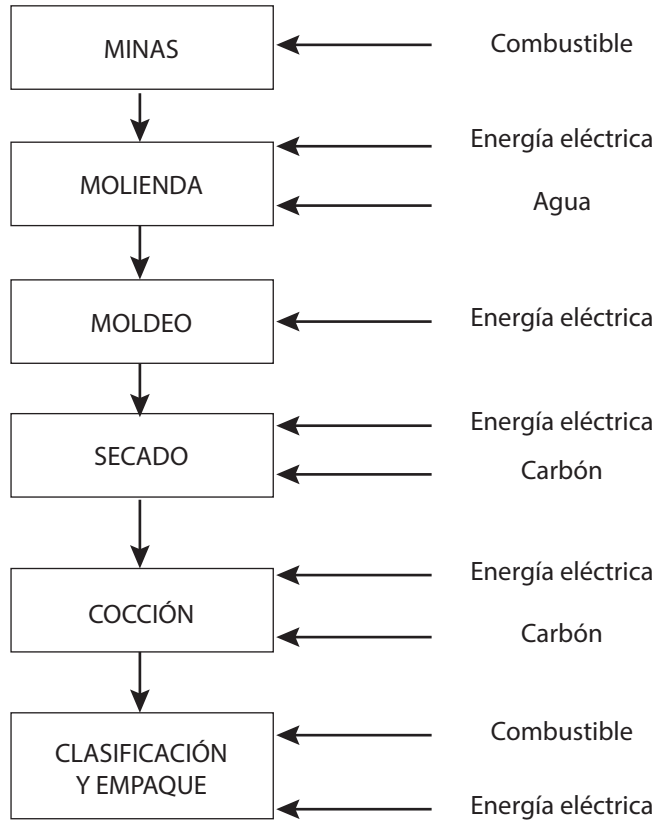 MINAS
Combustible
MOLIENDA
Energía eléctrica
Agua
MOLDEO
Energía eléctrica
SECADO
Energía eléctrica
Carbón
COCCIÓN
Energía eléctrica
Carbón
CLASIFICACIÓN
Y EMPAQUE
Combustible
Energía eléctrica